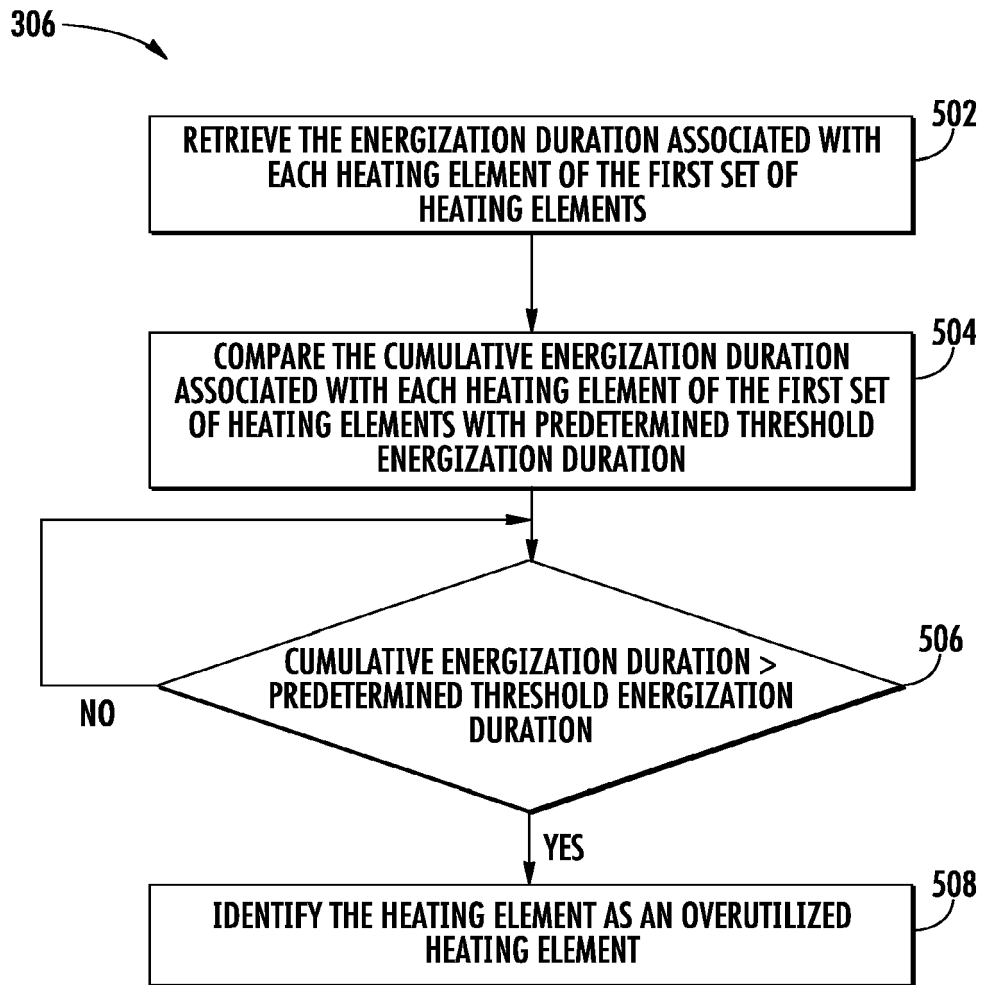 306
502
RETRIEVE THE ENERGIZATION DURATION ASSOCIATED WITH
EACH HEATING ELEMENT OF THE FIRST SET OF
HEATING ELEMENTS
504
COMPARE THE CUMULATIVE ENERGIZATION DURATION
ASSOCIATED WITH EACH HEATING ELEMENT OF THE FIRST SET
OF HEATING ELEMENTS WITH PREDETERMINED THRESHOLD
ENERGIZATION DURATION
506
CUMULATIVE ENERGIZATION DURATION >
PREDETERMINED THRESHOLD ENERGIZATION
DURATION
NO
YES
508
IDENTIFY THE HEATING ELEMENT AS AN OVERUTILIZED
HEATING ELEMENT